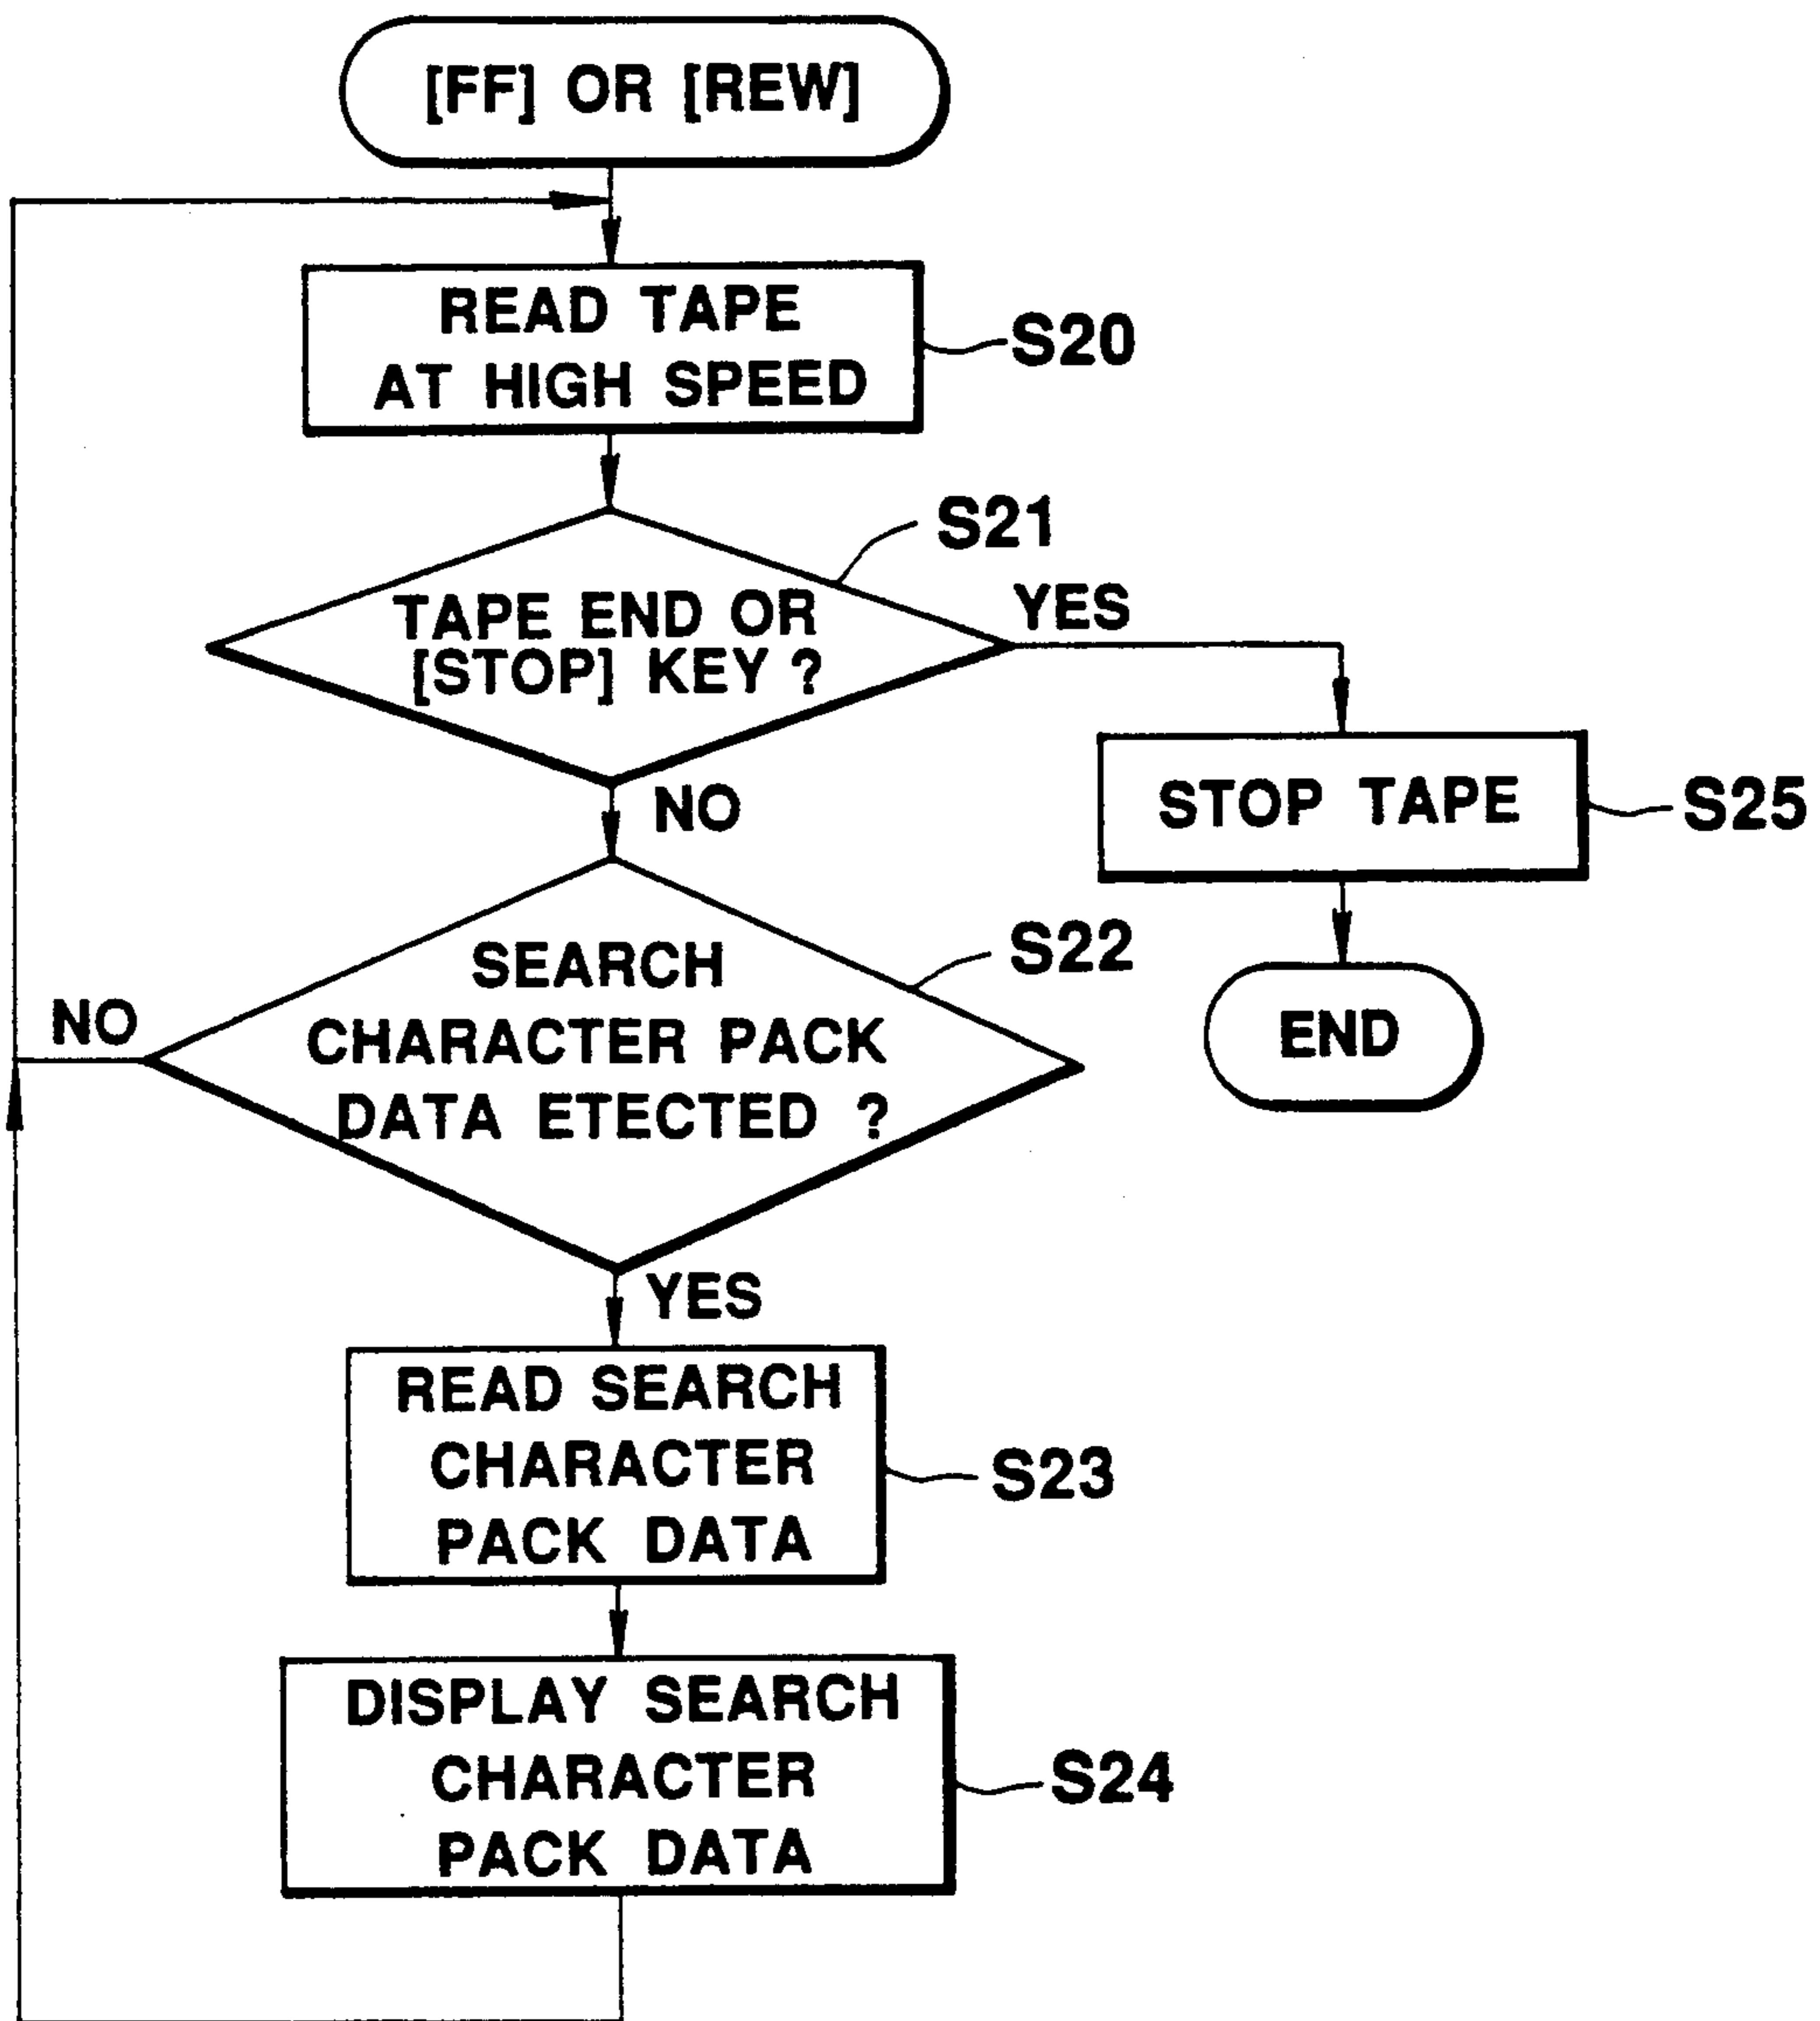 [FF] OR [REW]
READ TAPE
AT HIGH SPEED
S20
S21
TAPE END OR
[STOP] KEY ?
YES
NO
STOP TAPE
S25
END
S22
SEARCH
CHARACTER PACK
DATA ETECTED ?
NO
YES
READ SEARCH
CHARACTER
PACK DATA
S23
DISPLAY SEARCH
CHARACTER
PACK DATA
S24